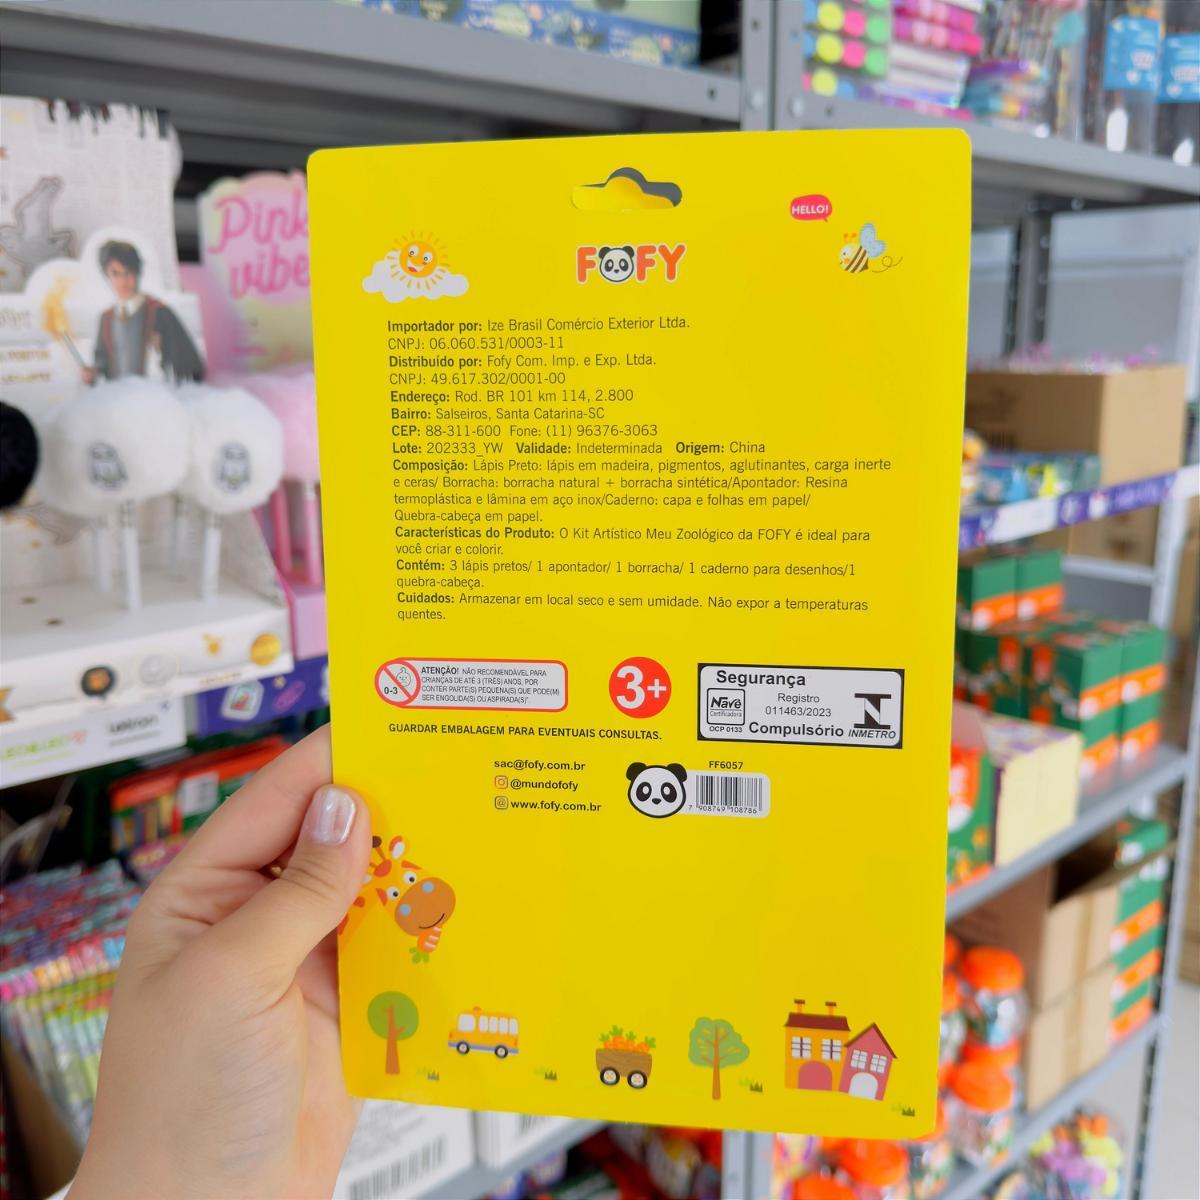 HELLO!
FOFY
Pink
vibe
Importador por: Ize Brasil Comércio Exterior Ltda.
CNPJ: 06.060.531/0003-11
Distribuído por: Fofy Com. Imp. e Exp. Ltda.
CNPJ: 49.617.302/0001-00
Endereço: Rod. BR 101 km 114, 2.800
Bairro: Salseiros, Santa Catarina-SC
CEP: 88-311-600 Fone: (11) 96376-3063
Lote: 202333_YW Validade: Indeterminada Origem: China
Composição: Lápis Preto: lápis em madeira, pigmentos, aglutinantes, carga inerte
e ceras/ Borracha: borracha natural + borracha sintética/Apontador: Resina
termoplástica e lâmina em aço inox/Caderno: capa e folhas em papel/
Quebra-cabeça em papel.
Características do Produto: O Kit Artístico Meu Zoológico da FOFY é ideal para
você criar e colorir.
Contém: 3 lápis pretos/ 1 apontador/ 1 borracha/ 1 caderno para desenhos/1
quebra-cabeça.
Cuidados: Armazenar em local seco e sem umidade. Não expor a temperaturas
quentes.
0-3
ATENÇÃO! NÃO RECOMENDÁVEL PARA
CRIANÇAS DE ATÉ 3 (TRÊS) ANOS, POR
CONTER PARTE(S) PEQUENA(S) QUE PODE(M)
SER ENGOLIDA(S) OU ASPIRADA(S)".
3+
Segurança
Nave
Certificadora
OCP 0133
Registro
011463/2023
Compulsório
INMETRO
GUARDAR EMBALAGEM PARA EVENTUAIS CONSULTAS.
sac@fofy.com.br
@mundofofy
www.fofy.com.br
FF6057
7 908749 108786